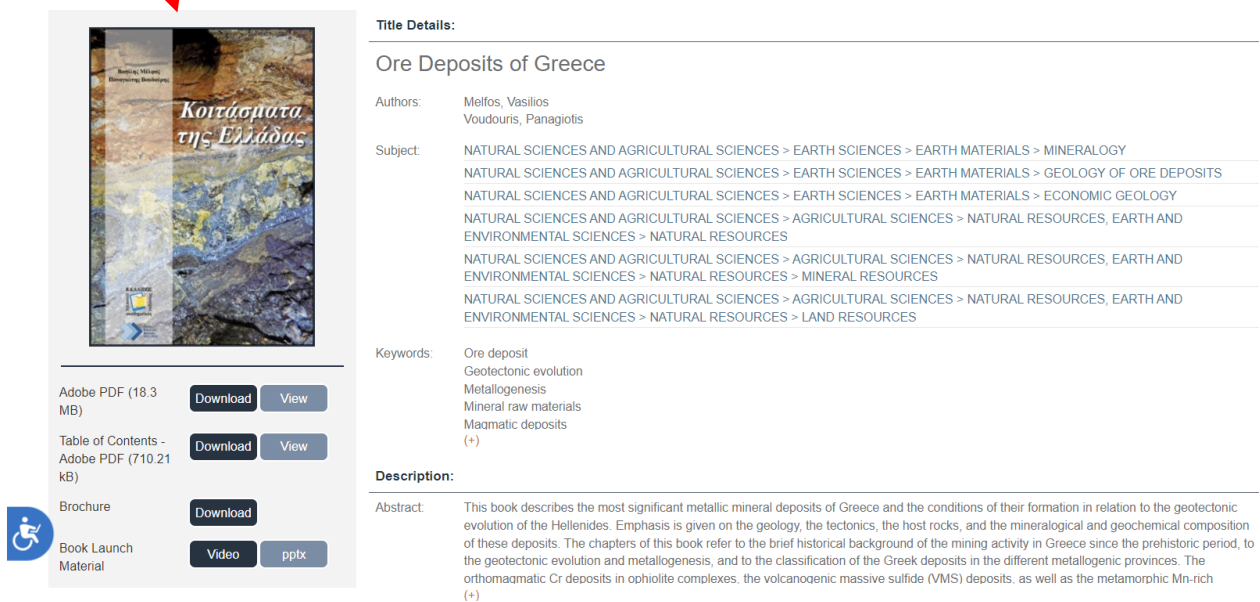 Βασίλης Μέλφος
Παναγιώτης Βουδούρης
Κοιτάσματα
της Ελλάδας
ΚΑΛΛΙΠΟΣ
Adobe PDF (18.3
MB)
Download
View
Table of Contents -
Adobe PDF (710.21
kB)
Download
View
Brochure
Download
Book Launch
Material
Video
pptx
Title Details:
Ore Deposits of Greece
Authors:
Melfos, Vasilios
Voudouris, Panagiotis
Subject:
NATURAL SCIENCES AND AGRICULTURAL SCIENCES > EARTH SCIENCES > EARTH MATERIALS > MINERALOGY
NATURAL SCIENCES AND AGRICULTURAL SCIENCES > EARTH SCIENCES > EARTH MATERIALS > GEOLOGY OF ORE DEPOSITS
NATURAL SCIENCES AND AGRICULTURAL SCIENCES > EARTH SCIENCES > EARTH MATERIALS > ECONOMIC GEOLOGY
NATURAL SCIENCES AND AGRICULTURAL SCIENCES > AGRICULTURAL SCIENCES > NATURAL RESOURCES, EARTH AND
ENVIRONMENTAL SCIENCES > NATURAL RESOURCES
NATURAL SCIENCES AND AGRICULTURAL SCIENCES > AGRICULTURAL SCIENCES > NATURAL RESOURCES, EARTH AND
ENVIRONMENTAL SCIENCES > NATURAL RESOURCES > MINERAL RESOURCES
NATURAL SCIENCES AND AGRICULTURAL SCIENCES > AGRICULTURAL SCIENCES > NATURAL RESOURCES, EARTH AND
ENVIRONMENTAL SCIENCES > NATURAL RESOURCES > LAND RESOURCES
Keywords:
Ore deposit
Geotectonic evolution
Metallogenesis
Mineral raw materials
Magmatic deposits
(+)
Description:
Abstract:
This book describes the most significant metallic mineral deposits of Greece and the conditions of their formation in relation to the geotectonic
evolution of the Hellenides. Emphasis is given on the geology, the tectonics, the host rocks, and the mineralogical and geochemical composition
of these deposits. The chapters of this book refer to the brief historical background of the mining activity in Greece since the prehistoric period, to
the geotectonic evolution and metallogenesis, and to the classification of the Greek deposits in the different metallogenic provinces. The
orthomagmatic Cr deposits in ophiolite complexes, the volcanogenic massive sulfide (VMS) deposits, as well as the metamorphic Mn-rich
(+)